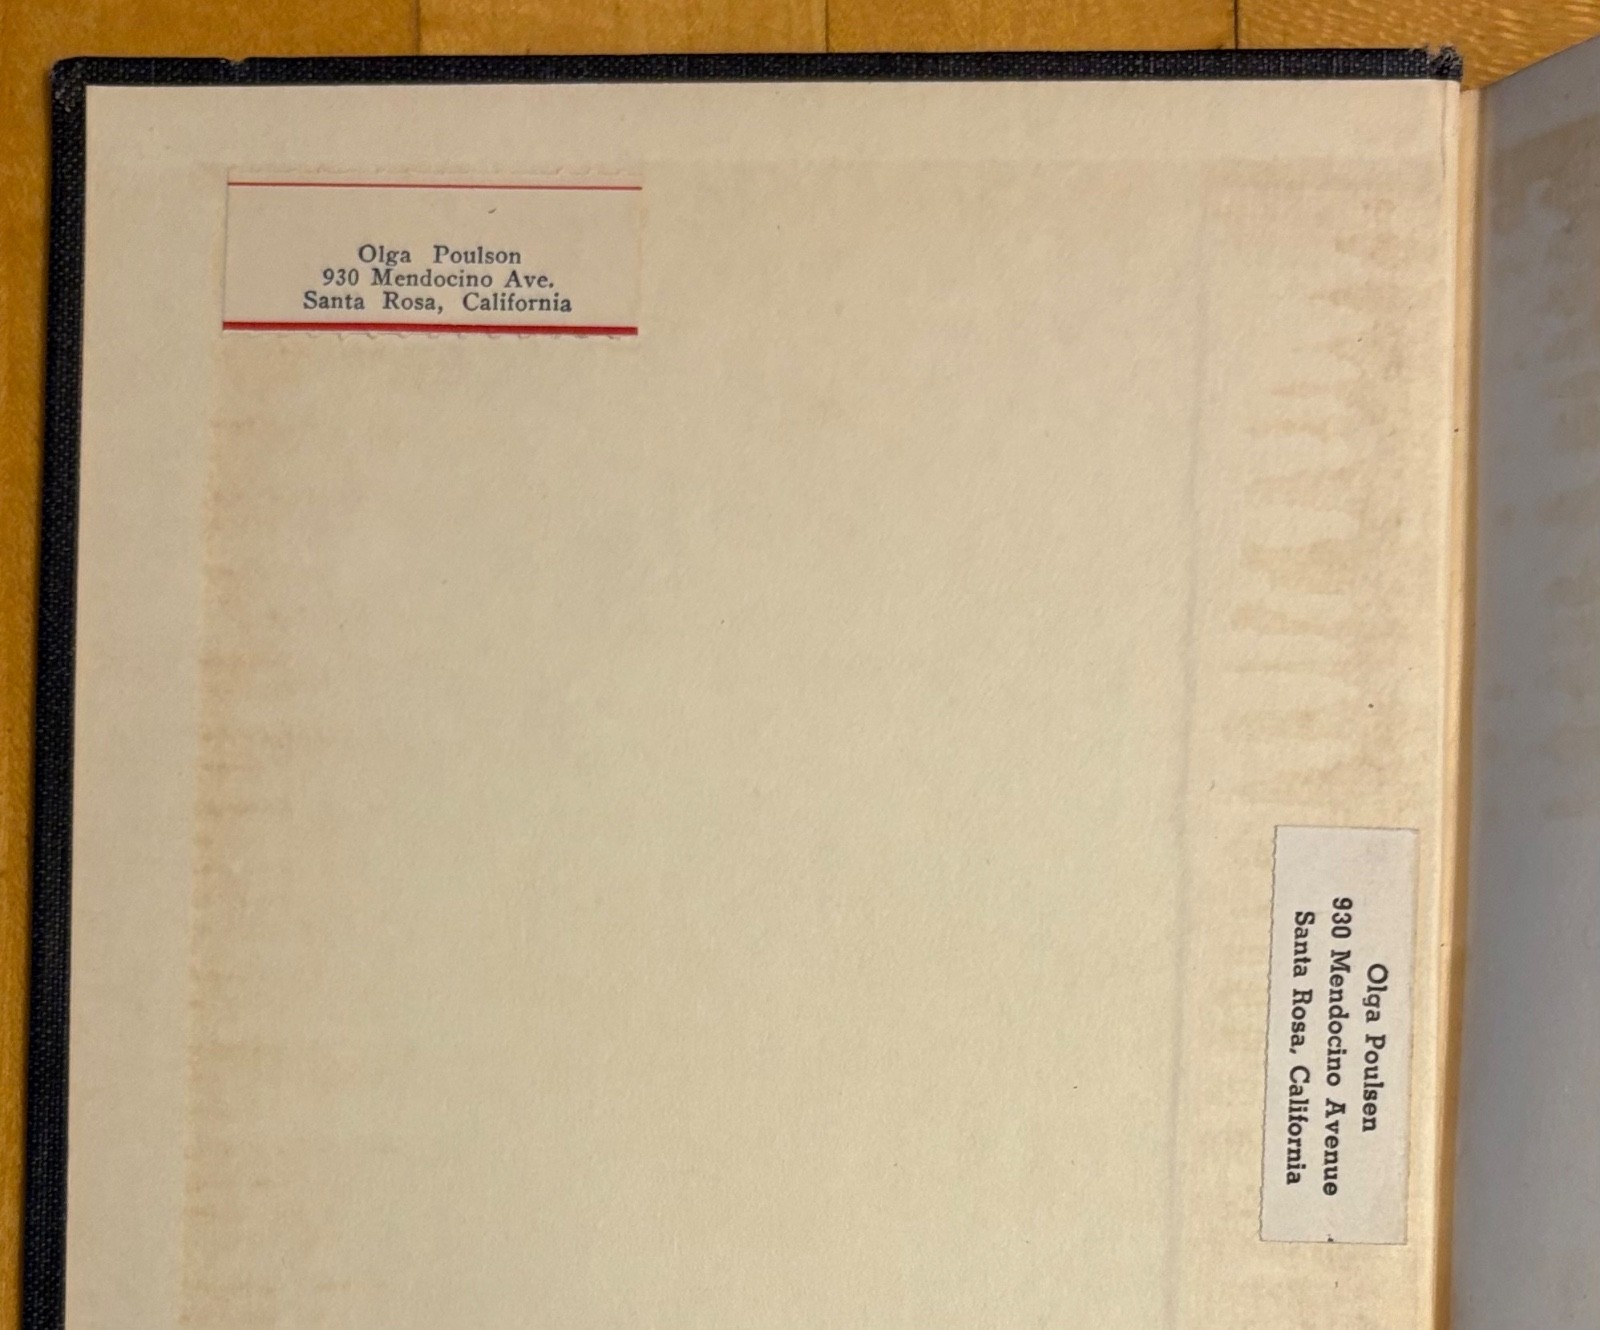 Olga Poulson
930 Mendocino Ave.
Santa Rosa, California
Olga Poulsen
930 Mendocino Avenue
Santa Rosa, California